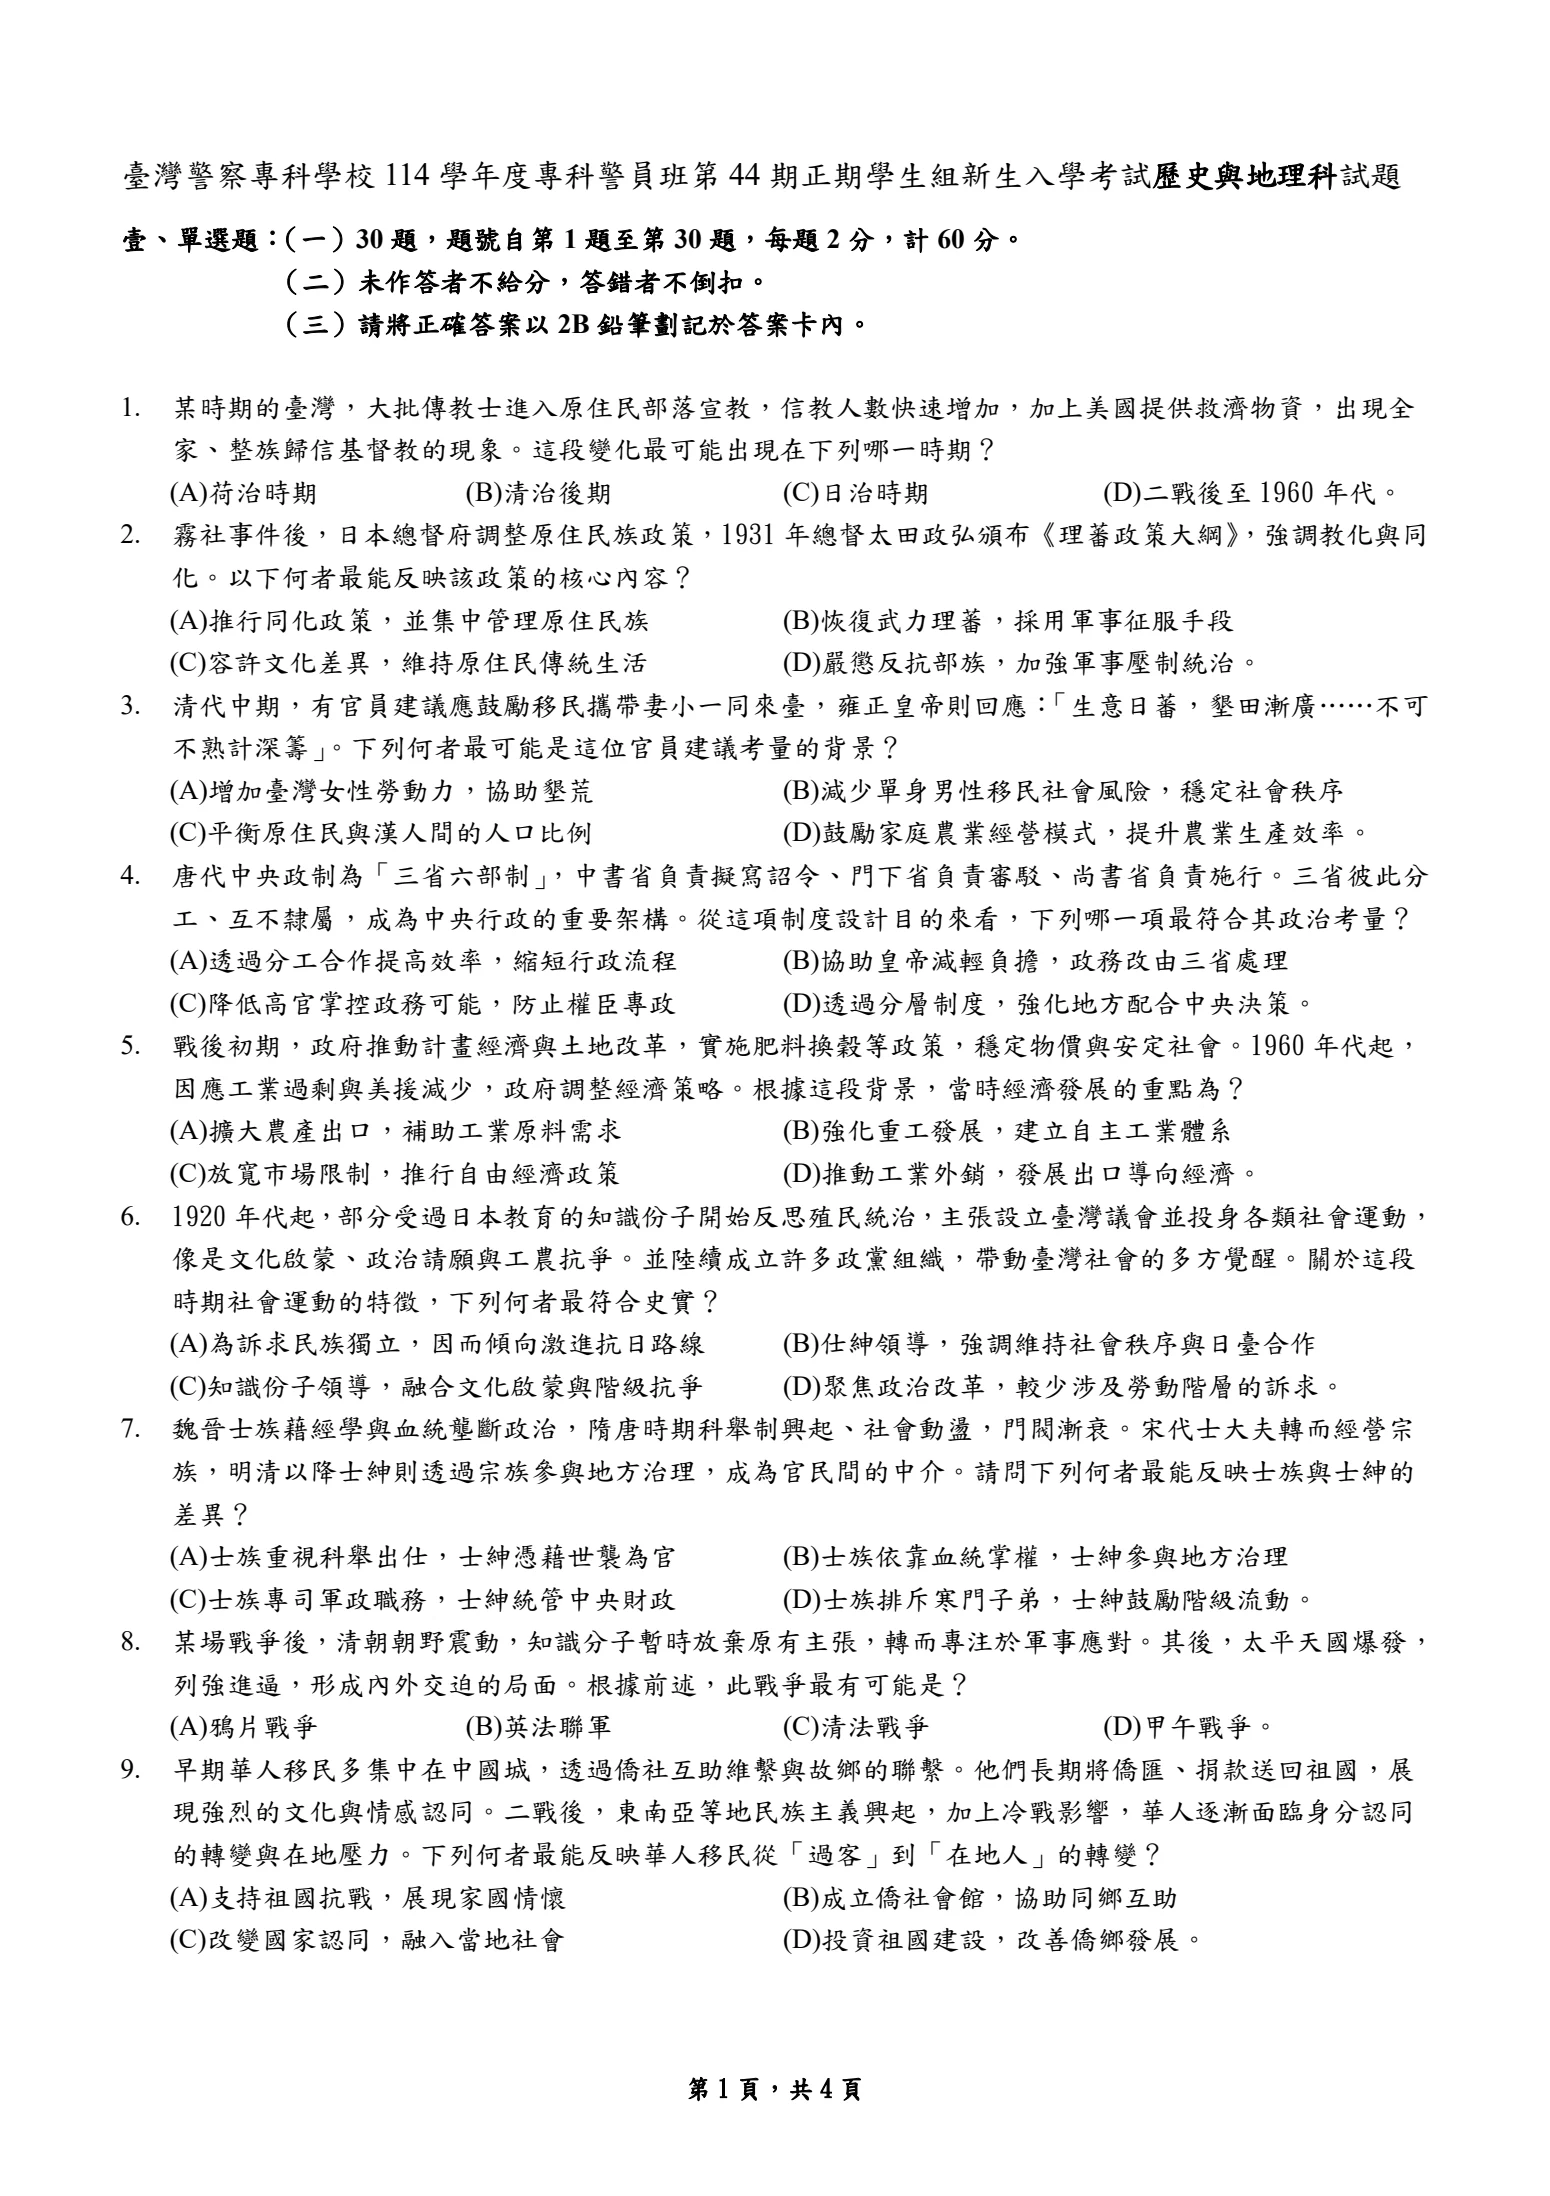 臺灣警察專科學校 114 學年度專科警員班第 44 期正期學生組新生入學考試歷史與地理科試題
壹、單選題：（一）30 題，題號自第 1 題至第 30 題，每題 2 分，計 60 分。
（二）未作答者不給分，答錯者不倒扣。
（三）請將正確答案以 2B 鉛筆劃記於答案卡內。
1. 某時期的臺灣，大批傳教士進入原住民部落宣教，信教人數快速增加，加上美國提供救濟物資，出現全
家、整族歸信基督教的現象。這段變化最可能出現在下列哪一時期？
(A)荷治時期 (B)清治後期 (C)日治時期 (D)二戰後至 1960 年代。
2. 霧社事件後，日本總督府調整原住民族政策，1931 年總督太田政弘頒布《理蕃政策大綱》，強調教化與同
化。以下何者最能反映該政策的核心內容？
(A)推行同化政策，並集中管理原住民族 (B)恢復武力理蕃，採用軍事征服手段
(C)容許文化差異，維持原住民傳統生活 (D)嚴懲反抗部族，加強軍事壓制統治。
3. 清代中期，有官員建議應鼓勵移民攜帶妻小一同來臺，雍正皇帝則回應：「生意日蕃，墾田漸廣……不可
不熟計深籌」。下列何者最可能是這位官員建議考量的背景？
(A)增加臺灣女性勞動力，協助墾荒 (B)減少單身男性移民社會風險，穩定社會秩序
(C)平衡原住民與漢人間的人口比例 (D)鼓勵家庭農業經營模式，提升農業生產效率。
4. 唐代中央政制為「三省六部制」，中書省負責擬寫詔令、門下省負責審駁、尚書省負責施行。三省彼此分
工、互不隸屬，成為中央行政的重要架構。從這項制度設計目的來看，下列哪一項最符合其政治考量？
(A)透過分工合作提高效率，縮短行政流程 (B)協助皇帝減輕負擔，政務改由三省處理
(C)降低高官掌控政務可能，防止權臣專政 (D)透過分層制度，強化地方配合中央決策。
5. 戰後初期，政府推動計畫經濟與土地改革，實施肥料換穀等政策，穩定物價與安定社會。1960 年代起，
因應工業過剩與美援減少，政府調整經濟策略。根據這段背景，當時經濟發展的重點為？
(A)擴大農產出口，補助工業原料需求 (B)強化重工發展，建立自主工業體系
(C)放寬市場限制，推行自由經濟政策 (D)推動工業外銷，發展出口導向經濟。
6. 1920 年代起，部分受過日本教育的知識份子開始反思殖民統治，主張設立臺灣議會並投身各類社會運動，
像是文化啟蒙、政治請願與工農抗爭。並陸續成立許多政黨組織，帶動臺灣社會的多方覺醒。關於這段
時期社會運動的特徵，下列何者最符合史實？
(A)為訴求民族獨立，因而傾向激進抗日路線 (B)仕紳領導，強調維持社會秩序與日臺合作
(C)知識份子領導，融合文化啟蒙與階級抗爭 (D)聚焦政治改革，較少涉及勞動階層的訴求。
7. 魏晉士族藉經學與血統壟斷政治，隋唐時期科舉制興起、社會動盪，門閥漸衰。宋代士大夫轉而經營宗
族，明清以降士紳則透過宗族參與地方治理，成為官民間的中介。請問下列何者最能反映士族與士紳的
差異？
(A)士族重視科舉出仕，士紳憑藉世襲為官 (B)士族依靠血統掌權，士紳參與地方治理
(C)士族專司軍政職務，士紳統管中央財政 (D)士族排斥寒門子弟，士紳鼓勵階級流動。
8. 某場戰爭後，清朝朝野震動，知識分子暫時放棄原有主張，轉而專注於軍事應對。其後，太平天國爆發，
列強進逼，形成內外交迫的局面。根據前述，此戰爭最有可能是？
(A)鴉片戰爭 (B)英法聯軍 (C)清法戰爭 (D)甲午戰爭。
9. 早期華人移民多集中在中國城，透過僑社互助維繫與故鄉的聯繫。他們長期將僑匯、捐款送回祖國，展
現強烈的文化與情感認同。二戰後，東南亞等地民族主義興起，加上冷戰影響，華人逐漸面臨身分認同
的轉變與在地壓力。下列何者最能反映華人移民從「過客」到「在地人」的轉變？
(A)支持祖國抗戰，展現家國情懷 (B)成立僑社會館，協助同鄉互助
(C)改變國家認同，融入當地社會 (D)投資祖國建設，改善僑鄉發展。
第 1 頁，共 4 頁